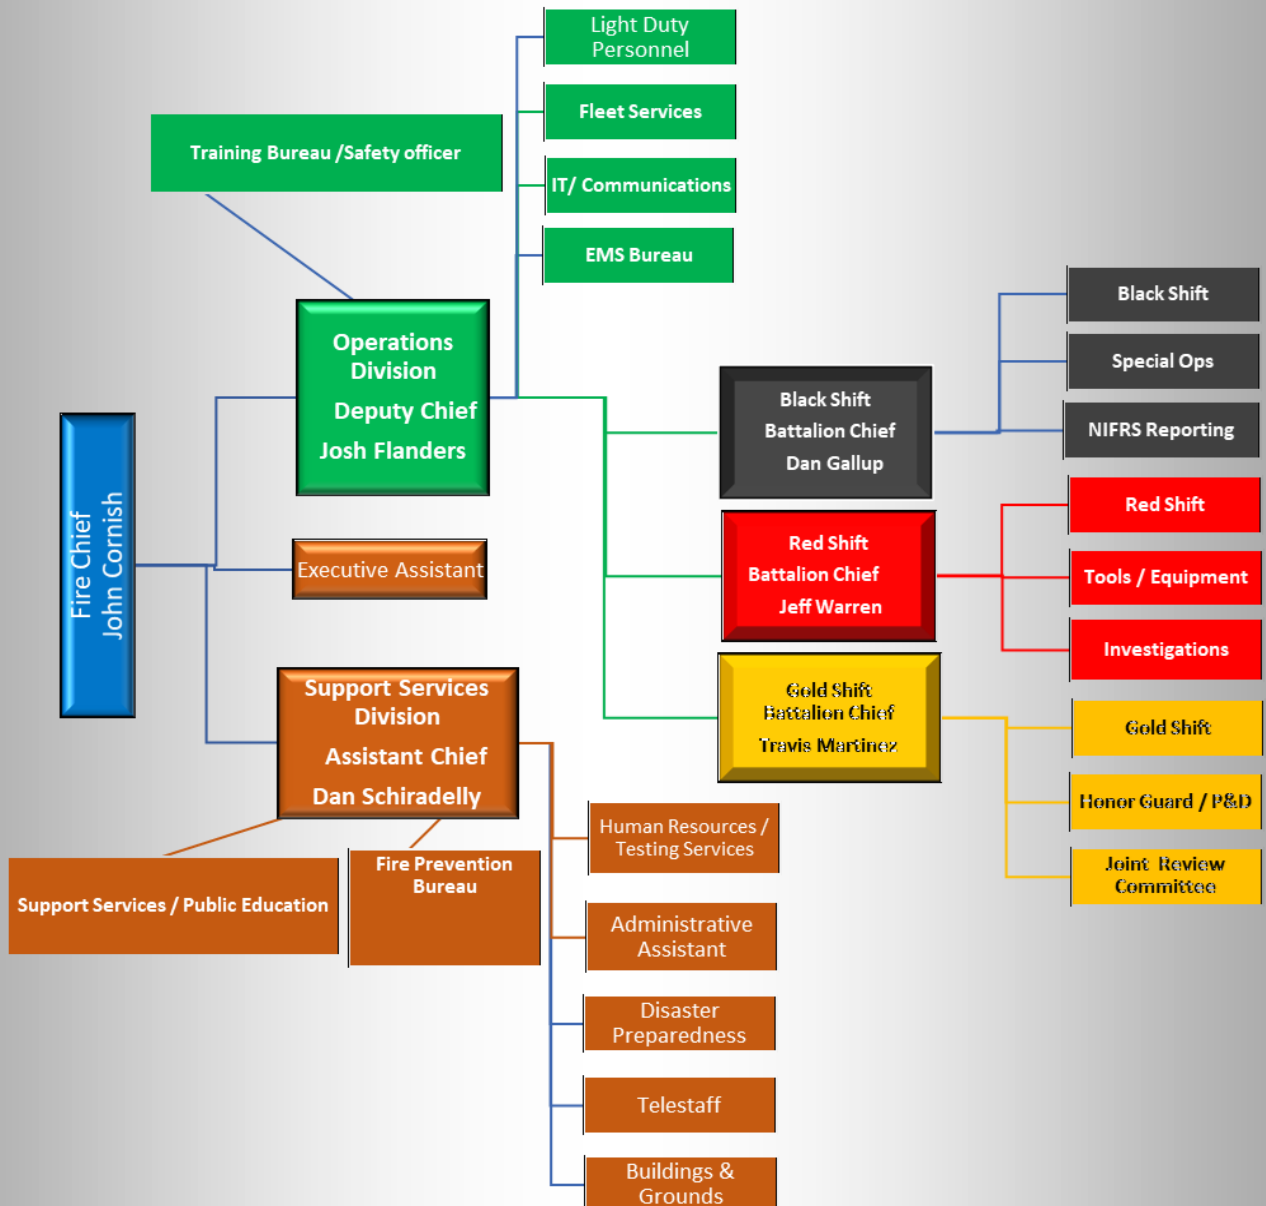 Light Duty
Personnel
Fleet Services
Training Bureau /Safety officer
IT/ Communications
EMS Bureau
Operations
Division
Deputy Chief
Josh Flanders
Fire Chief
John Cornish
Executive Assistant
Support Services
Division
Assistant Chief
Dan Schiradelly
Support Services / Public Education
Fire Prevention
Bureau
Human Resources /
Testing Services
Administrative
Assistant
Disaster
Preparedness
Telestaff
Buildings &
Grounds
Black Shift
Battalion Chief
Dan Gallup
Black Shift
Special Ops
NIFRS Reporting
Red Shift
Battalion Chief
Jeff Warren
Red Shift
Tools / Equipment
Investigations
Gold Shift
Battalion Chief
Travis Martinez
Gold Shift
Honor Guard / P&D
Joint Review
Committee